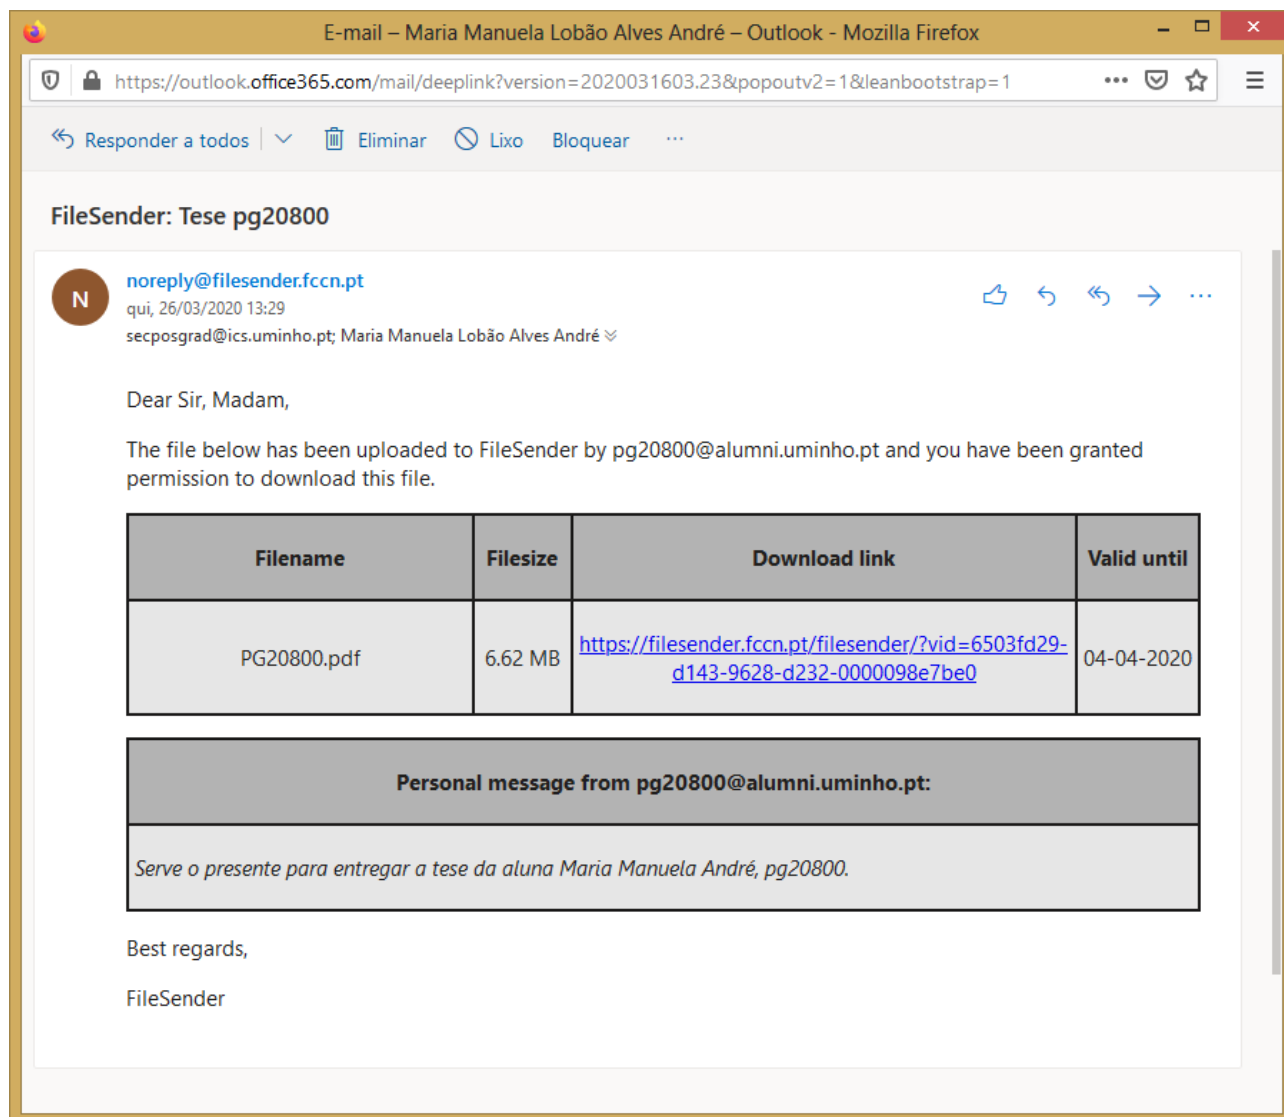 E-mail – Maria Manuela Lobão Alves André – Outlook - Mozilla Firefox
https://outlook.office365.com/mail/deeplink?version=2020031603.23&popoutv2=1&leanbootstrap=1
Responder a todos Eliminar Lixo Bloquear ...
FileSender: Tese pg20800
N
noreply@filesender.fccn.pt
qui, 26/03/2020 13:29
secposgrad@ics.uminho.pt; Maria Manuela Lobão Alves André
Dear Sir, Madam,
The file below has been uploaded to FileSender by pg20800@alumni.uminho.pt and you have been granted
permission to download this file.
Filename Filesize Download link Valid until
PG20800.pdf 6.62 MB https://filesender.fccn.pt/filesender/?vid=6503fd29-
d143-9628-d232-0000098e7be0 04-04-2020
Personal message from pg20800@alumni.uminho.pt:
Serve o presente para entregar a tese da aluna Maria Manuela André, pg20800.
Best regards,
FileSender